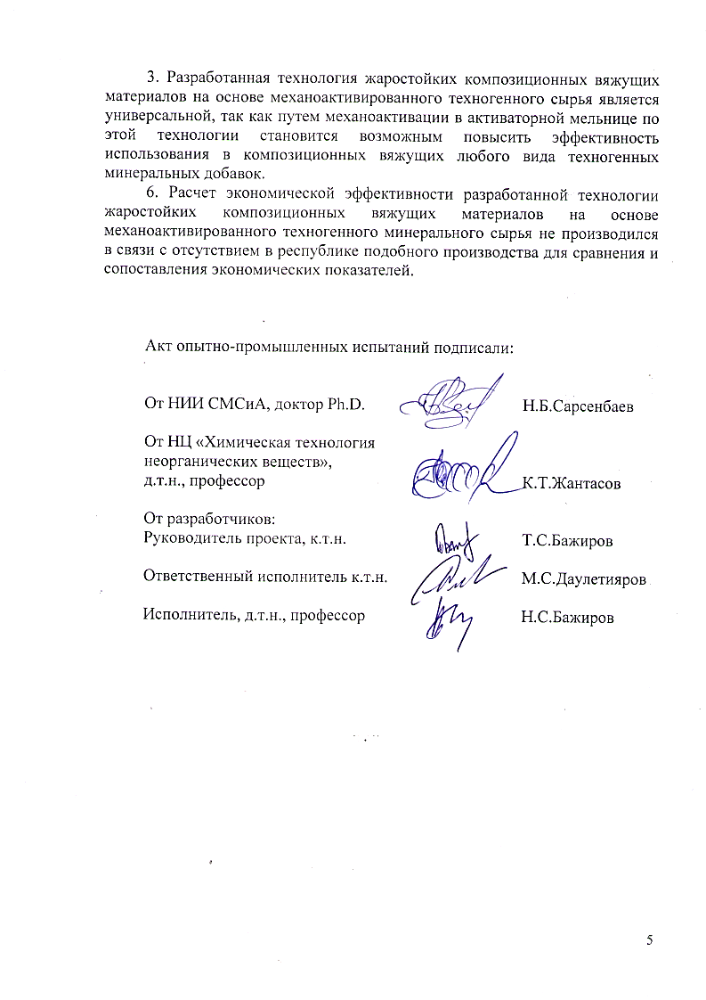 3. Разработанная технология жаростойких композиционных вяжущих
материалов на основе механоактивированного техногенного сырья является
универсальной, так как путем механоактивации в активаторной мельнице по
этой технологии становится возможным повысить эффективность
использования в композиционных вяжущих любого вида техногенных
минеральных добавок.
6. Расчет экономической эффективности разработанной технологии
жаростойких композиционных вяжущих материалов на основе
механоактивированного техногенного минерального сырья не производился
в связи с отсутствием в республике подобного производства для сравнения и
сопоставления экономических показателей.
Акт опытно-промышленных испытаний подписали:
От НИИ СМСиА, доктор Ph.D. Н.Б.Сарсенбаев
От НЦ «Химическая технология
неорганических веществ»,
д.т.н., профессор К.Т.Жантасов
От разработчиков:
Руководитель проекта, к.т.н. Т.С.Бажиров
Ответственный исполнитель к.т.н. М.С.Даулетияров
Исполнитель, д.т.н., профессор Н.С.Бажиров
5